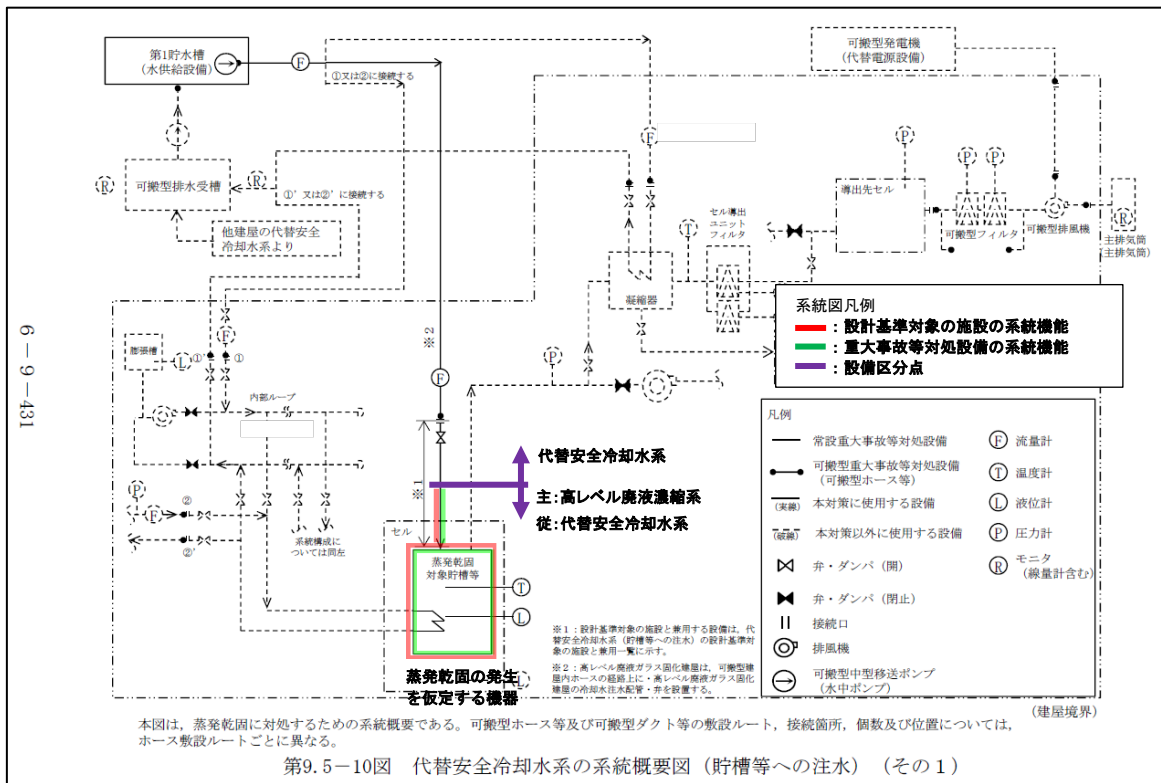 第1貯水槽
(水供給設備)
F
①又は②に接続する
可搬型発電機
(代替電源設備)
F
P
P
P
R
可搬型排水受槽
R
①’又は②’に接続する
他建屋の代替安全
冷却水系より
導出先セル
セル導出
ユニット
フィルタ
T
可搬型フィルタ
可搬型排風機
R
主排気筒
(主排気筒)
凝縮器
※2
F
膨張槽
L
①’
①
F
P
内部ループ
系統図凡例
:設計基準対象の施設の系統機能
:重大事故等対処設備の系統機能
:設備区分点
6-9-431
代替安全冷却水系
※1
主:高レベル廃液濃縮系
従:代替安全冷却水系
P
F
②
②’
系統構成に
ついては同左
セル
蒸発乾固
対象貯槽等
T
L
L
蒸発乾固の発生
を仮定する機器
凡例
常設重大事故等対処設備
可搬型重大事故等対処設備
(可搬型ホース等)
(実線)
本対策に使用する設備
(破線)
本対策以外に使用する設備
弁・ダンパ(開)
弁・ダンパ(閉止)
接続口
排風機
可搬型中型移送ポンプ
(水中ポンプ)
F 流量計
T 温度計
L 液位計
P 圧力計
R モニタ
(線量計含む)
※1:設計基準対象の施設と兼用する設備は,代
替安全冷却水系(貯槽等への注水)の設計基準対
象の施設と兼用一覧に示す。
※2:高レベル廃液ガラス固化建屋は,可搬型建
屋内ホースの経路上に・高レベル廃液ガラス固化
建屋の冷却水注水配管・弁を設置する。
(建屋境界)
本図は,蒸発乾固に対処するための系統概要である。可搬型ホース等及び可搬型ダクト等の敷設ルート,接続箇所,個数及び位置については,
ホース敷設ルートごとに異なる。
第9.5-10図 代替安全冷却水系の系統概要図(貯槽等への注水)(その1)